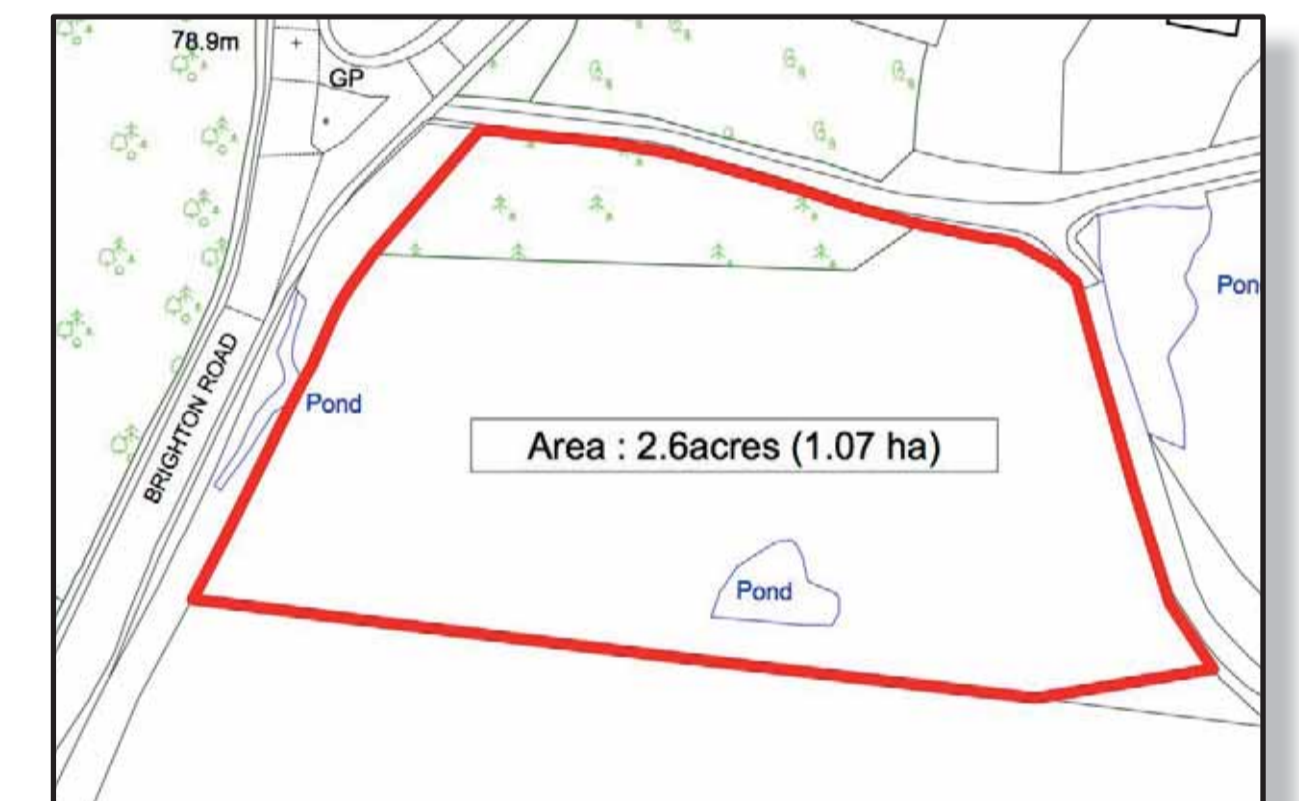 78.9m
GP
Pon
BRIGHTON ROAD
Pond
Area : 2.6acres (1.07 ha)
Pond